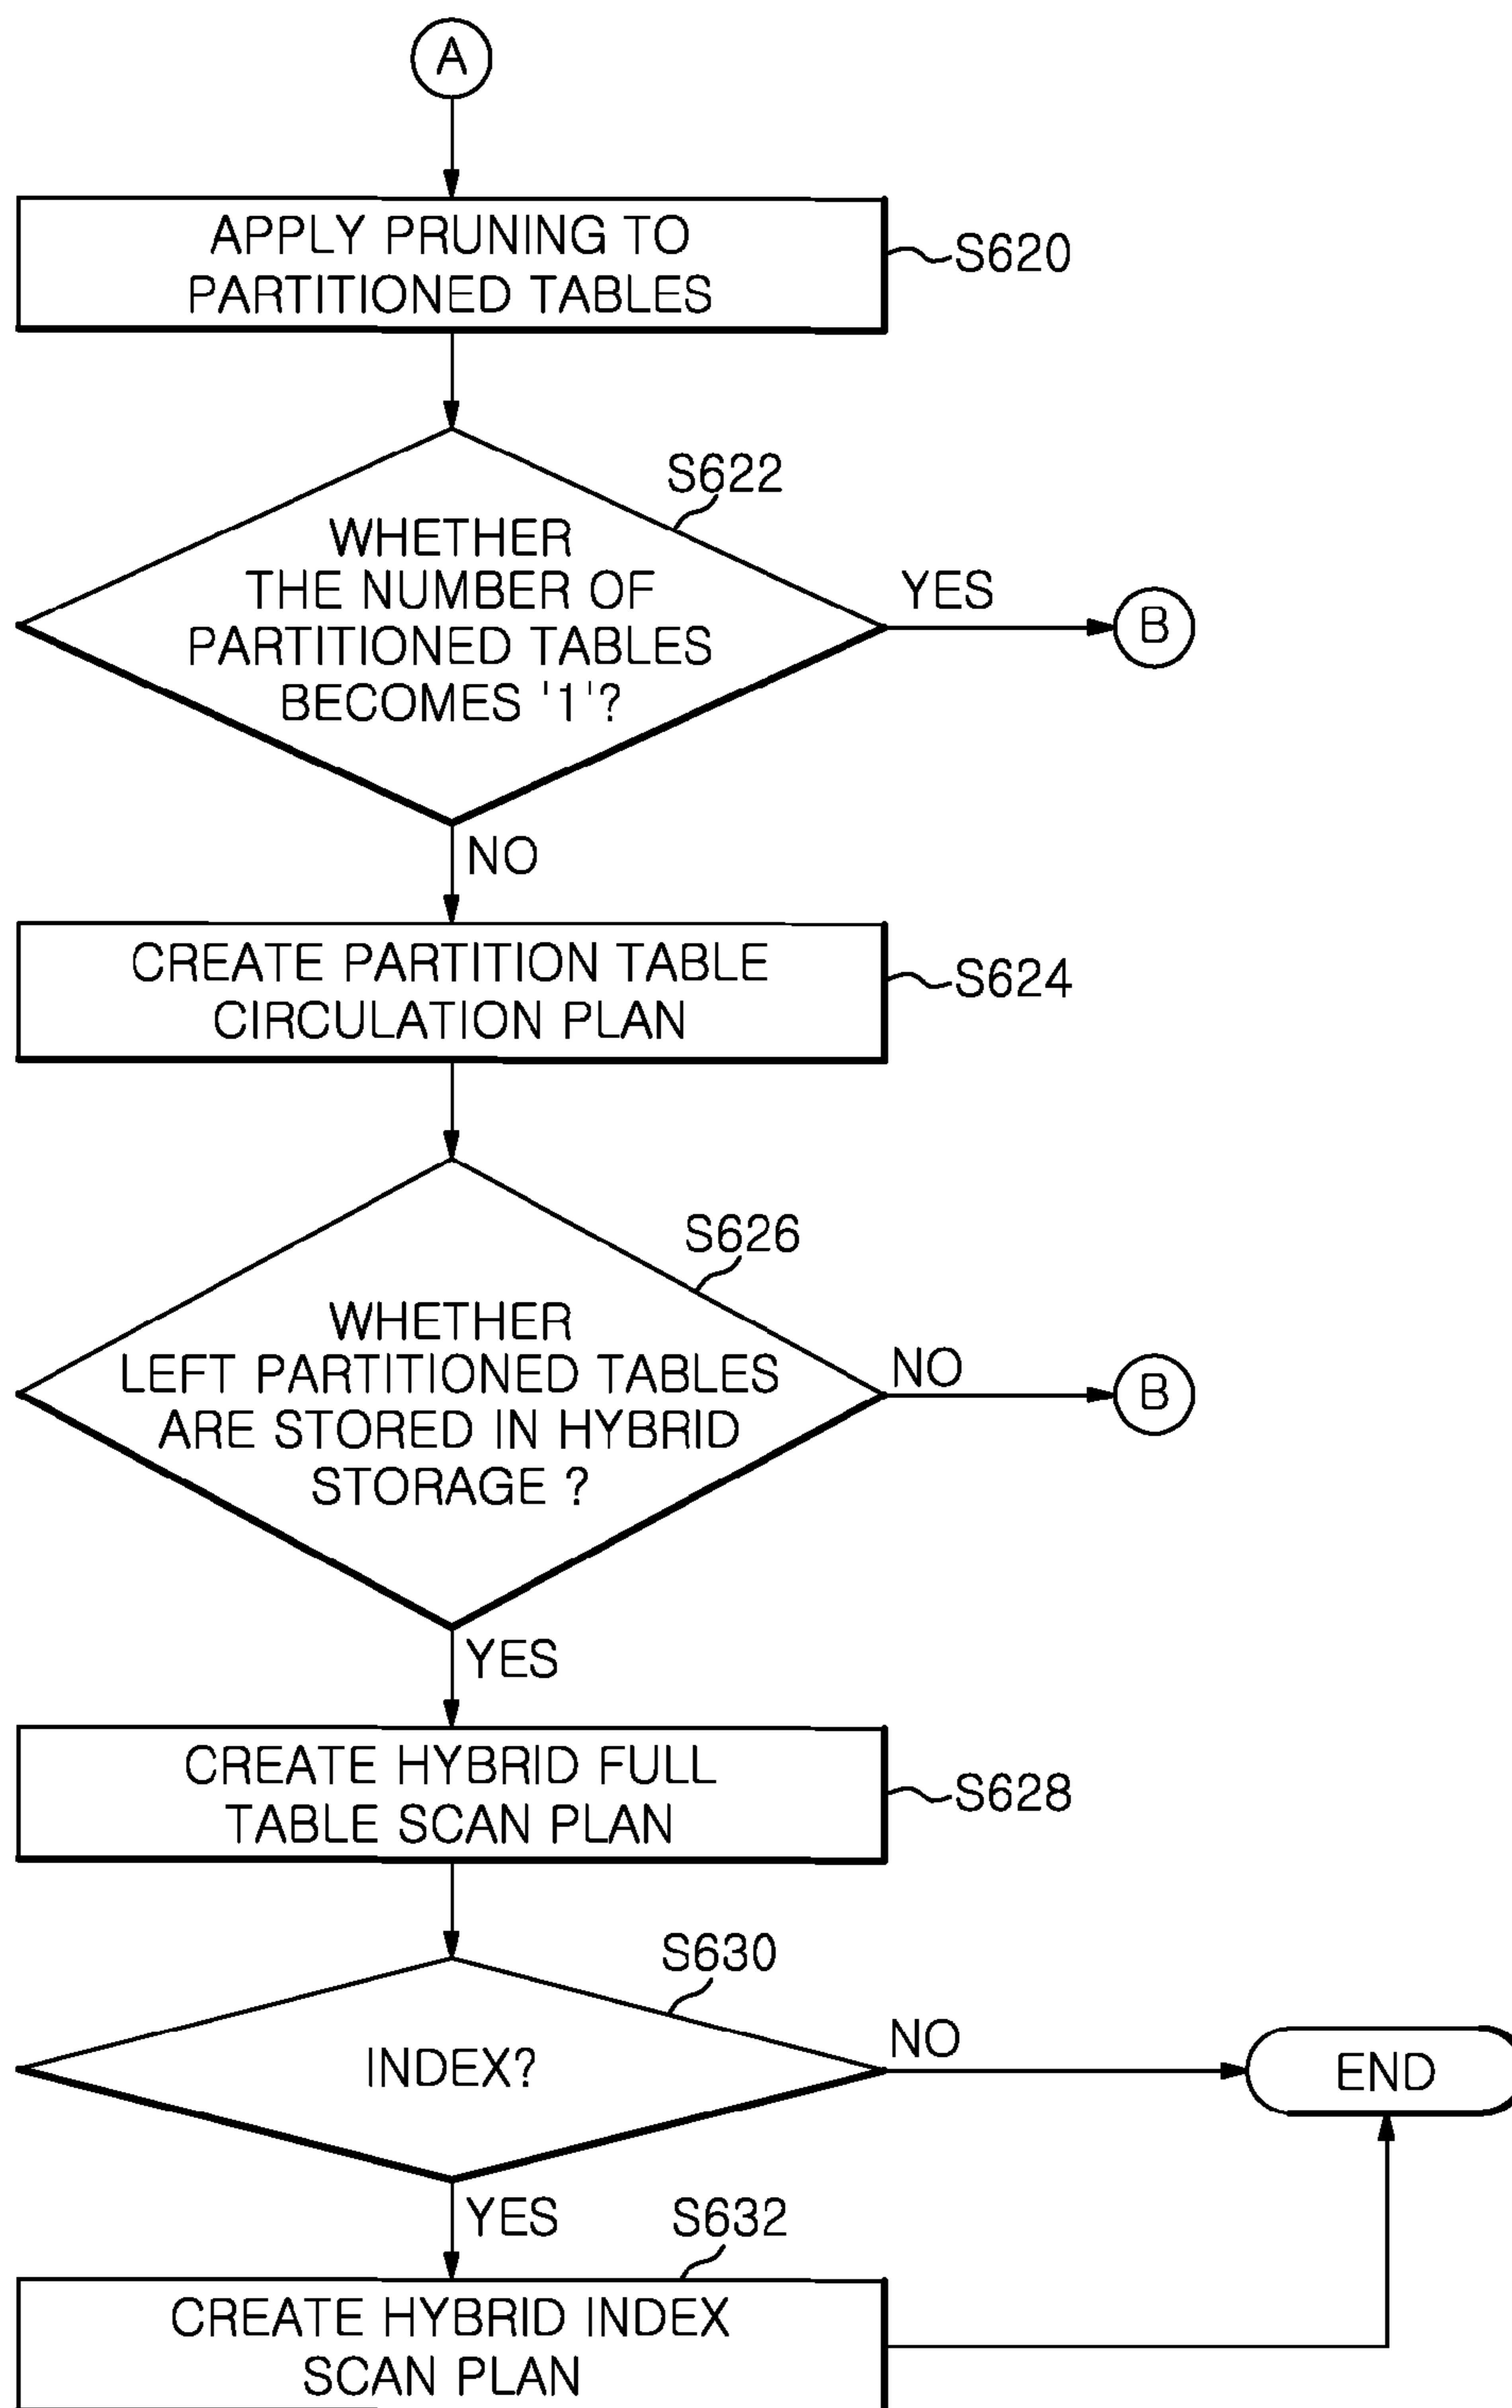 A
APPLY PRUNING TO
PARTITIONED TABLES
S620
S622
WHETHER
THE NUMBER OF
PARTITIONED TABLES
BECOMES '1'?
YES
B
NO
CREATE PARTITION TABLE
CIRCULATION PLAN
S624
S626
WHETHER
LEFT PARTITIONED TABLES
ARE STORED IN HYBRID
STORAGE ?
NO
B
YES
CREATE HYBRID FULL
TABLE SCAN PLAN
S628
S630
INDEX?
NO
END
YES
S632
CREATE HYBRID INDEX
SCAN PLAN